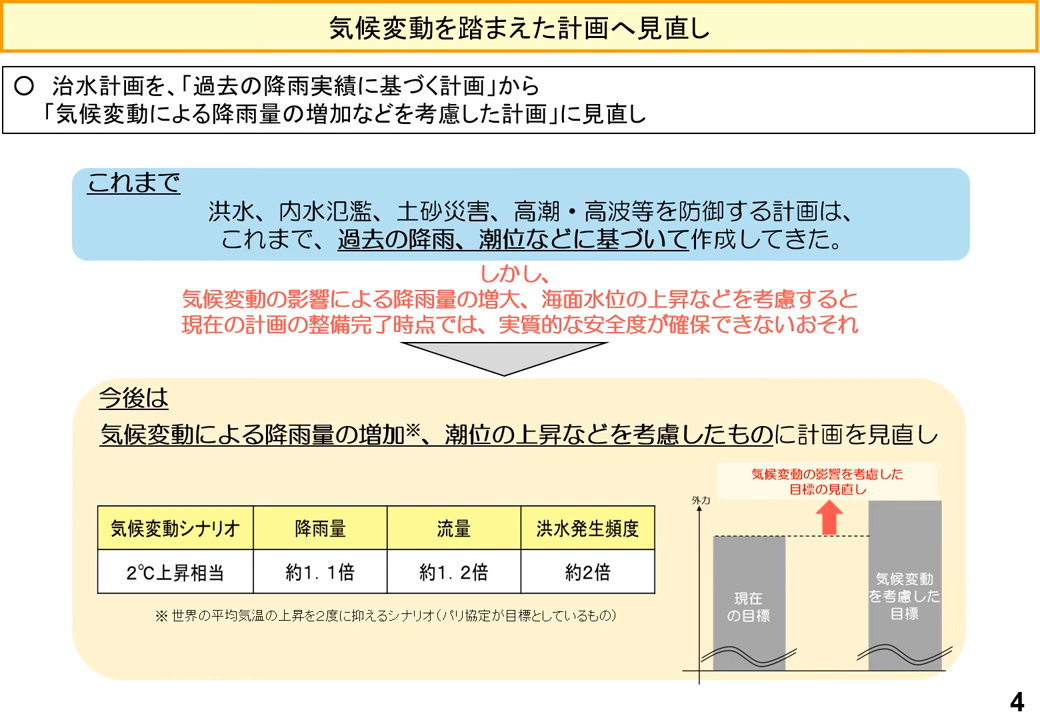 気候変動を踏まえた計画へ見直し
○ 治水計画を、「過去の降雨実績に基づく計画」から
「気候変動による降雨量の増加などを考慮した計画」に見直し
これまで
洪水、内水氾濫、土砂災害、高潮・高波等を防御する計画は、
これまで、過去の降雨、潮位などに基づいて作成してきた。
しかし、
気候変動の影響による降雨量の増大、海面水位の上昇などを考慮すると
現在の計画の整備完了時点では、実質的な安全度が確保できないおそれ
今後は
気候変動による降雨量の増加※、潮位の上昇などを考慮したものに計画を見直し
気候変動シナリオ 降雨量 流量 洪水発生頻度
2℃上昇相当 約1.1倍 約1.2倍 約2倍
※ 世界の平均気温の上昇を2度に抑えるシナリオ(パリ協定が目標としているもの)
気候変動の影響を考慮した
目標の見直し
外力
現在
の目標
気候変動
を考慮した
目標
4